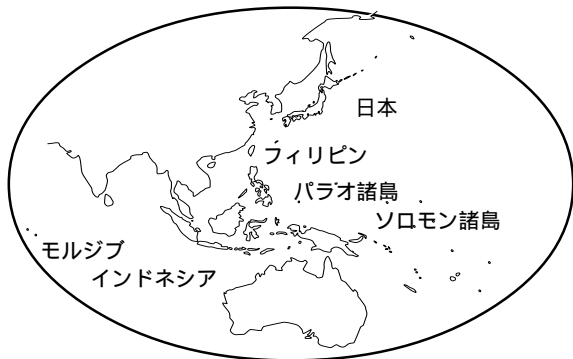 日本
フィリピン
パラオ諸島
ソロモン諸島
モルジブ
インドネシア